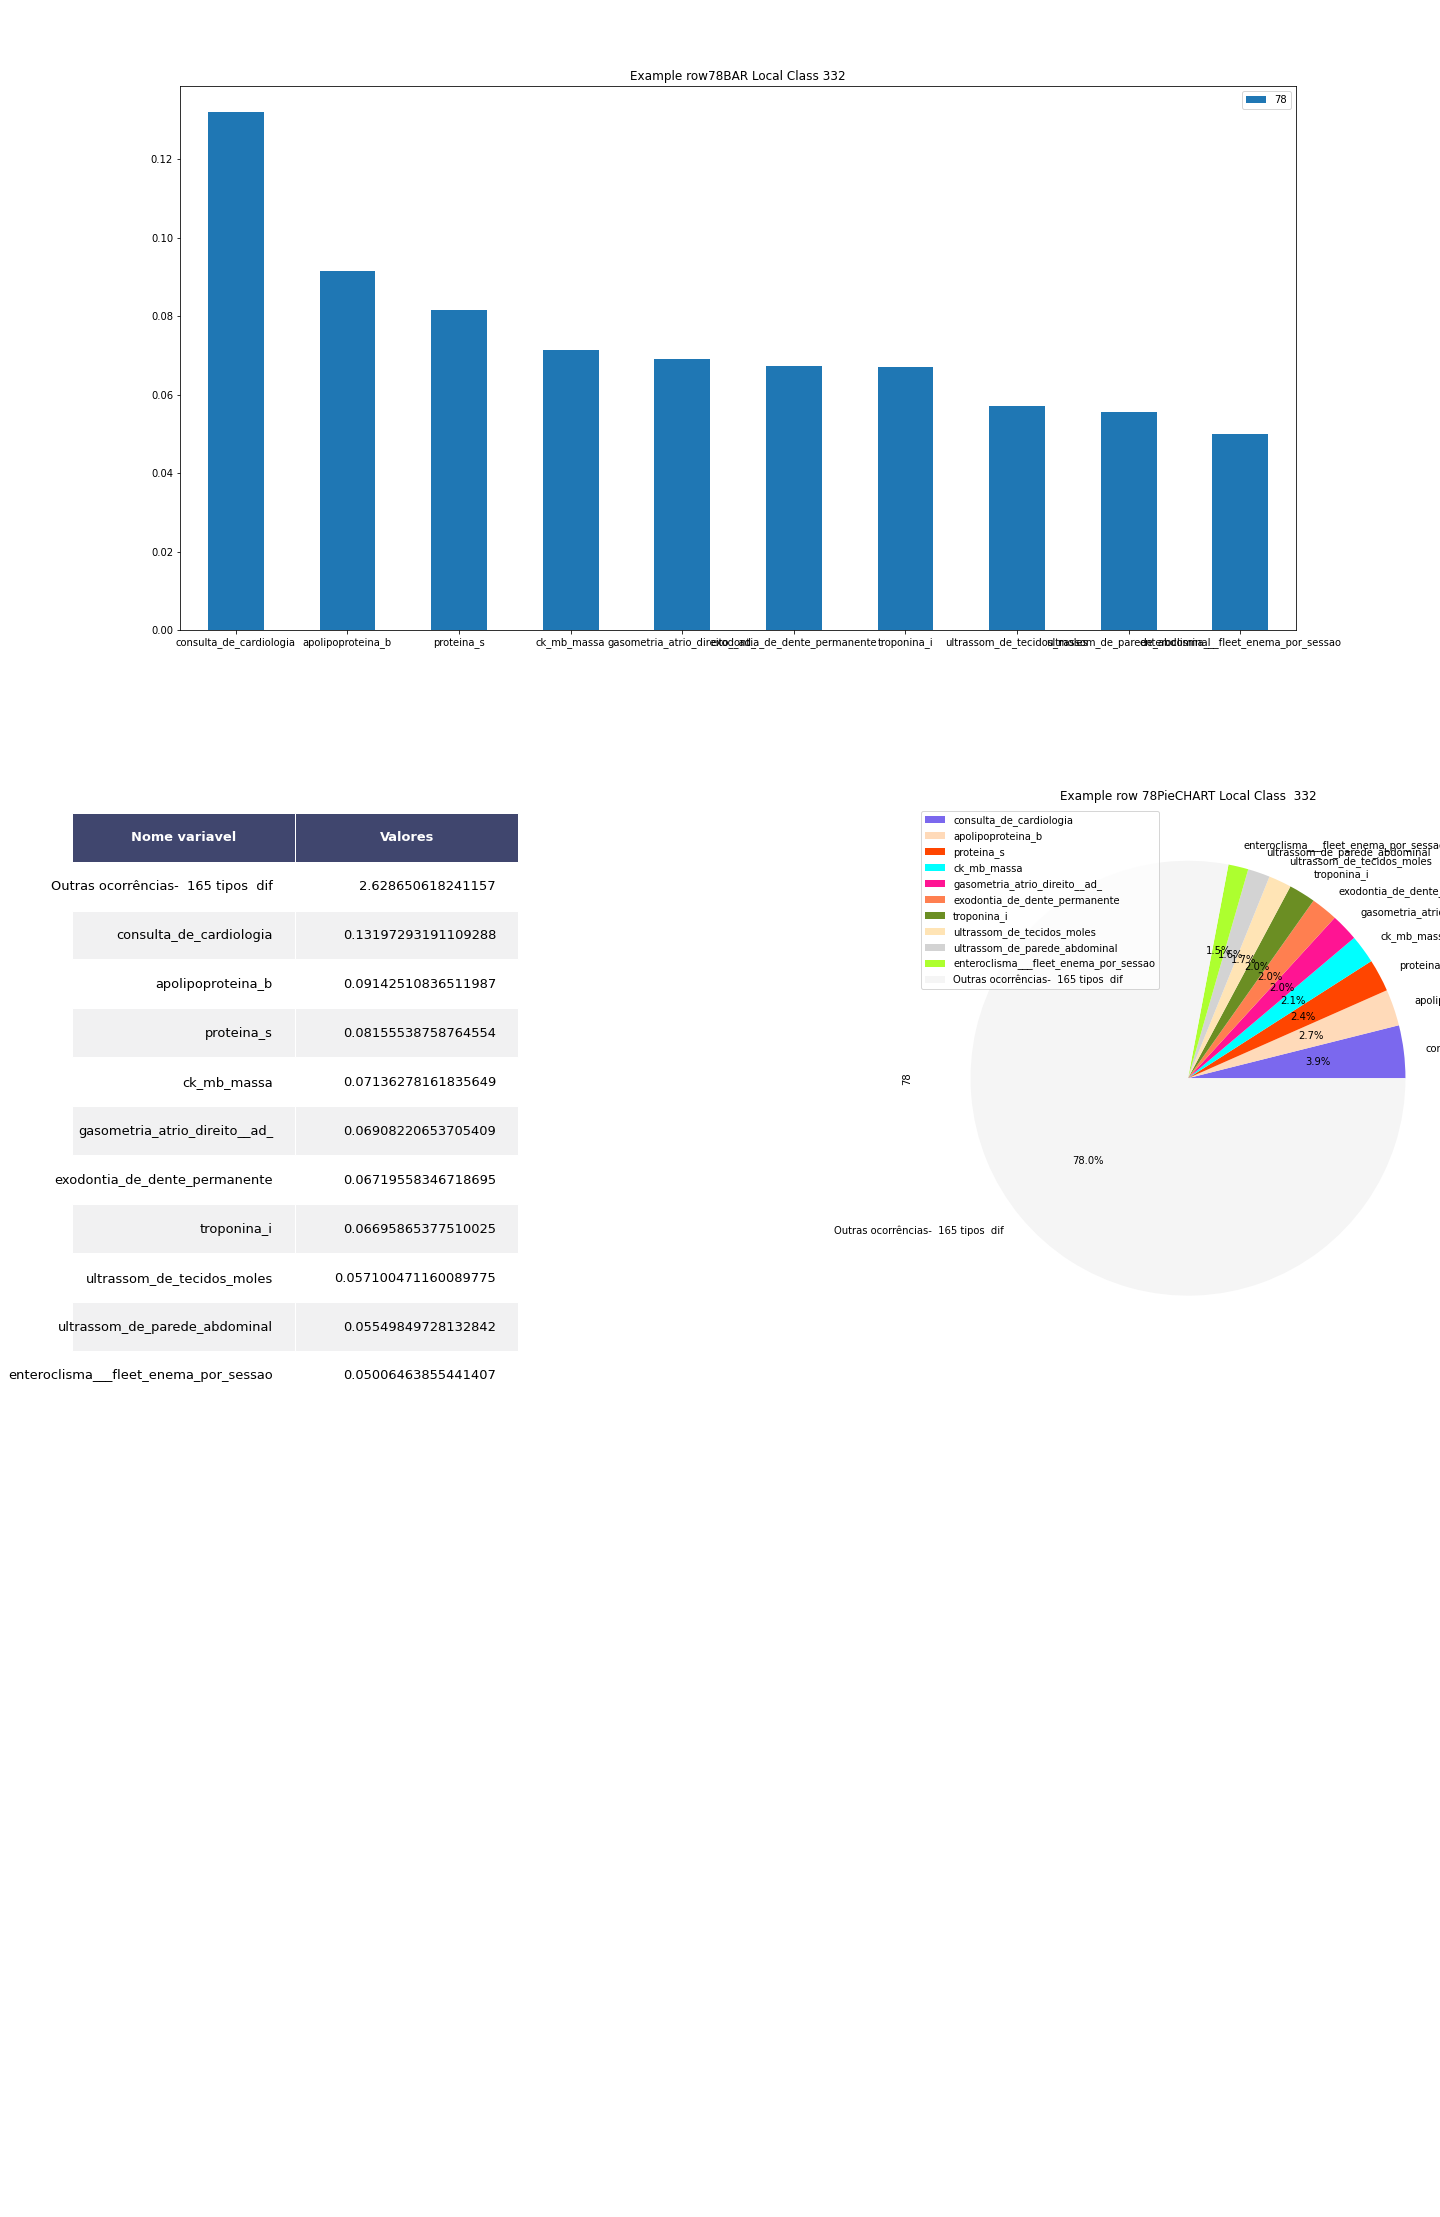 Example row78BAR Local Class 332
78
0.12
0.10
0.08
0.06
0.04
0.02
0.00
consulta_de_cardiologia
apolipoproteina_b
proteina_s
ck_mb_massa
gasometria_atrio_direito__ad_
exodontia_de_dente_permanente
troponina_i
ultrassom_de_tecidos_moles
ultrassom_de_parede_abdominal
enteroclisma___fleet_enema_por_sessao
Nome variavel Valores
Outras ocorrências- 165 tipos dif 2.628650618241157
consulta_de_cardiologia 0.13197293191109288
apolipoproteina_b 0.09142510836511987
proteina_s 0.08155538758764554
ck_mb_massa 0.07136278161835649
gasometria_atrio_direito__ad_ 0.06908220653705409
exodontia_de_dente_permanente 0.06719558346718695
troponina_i 0.06695865377510025
ultrassom_de_tecidos_moles 0.057100471160089775
ultrassom_de_parede_abdominal 0.05549849728132842
enteroclisma___fleet_enema_por_sessao 0.05006463855441407
Example row 78PieCHART Local Class 332
consulta_de_cardiologia
apolipoproteina_b
proteina_s
ck_mb_massa
gasometria_atrio_direito__ad_
exodontia_de_dente_permanente
troponina_i
ultrassom_de_tecidos_moles
ultrassom_de_parede_abdominal
enteroclisma___fleet_enema_por_sessao
Outras ocorrências- 165 tipos dif
enteroclisma___fleet_enema_por_sessa
ultrassom_de_parede_abdominal
ultrassom_de_tecidos_moles
troponina_i
exodontia_de_dente_
gasometria_atrio
ck_mb_mass
proteina
apolip
con
1.5%
1.6%
1.7%
2.0%
2.0%
2.0%
2.1%
2.4%
2.7%
3.9%
78
78.0%
Outras ocorrências- 165 tipos dif